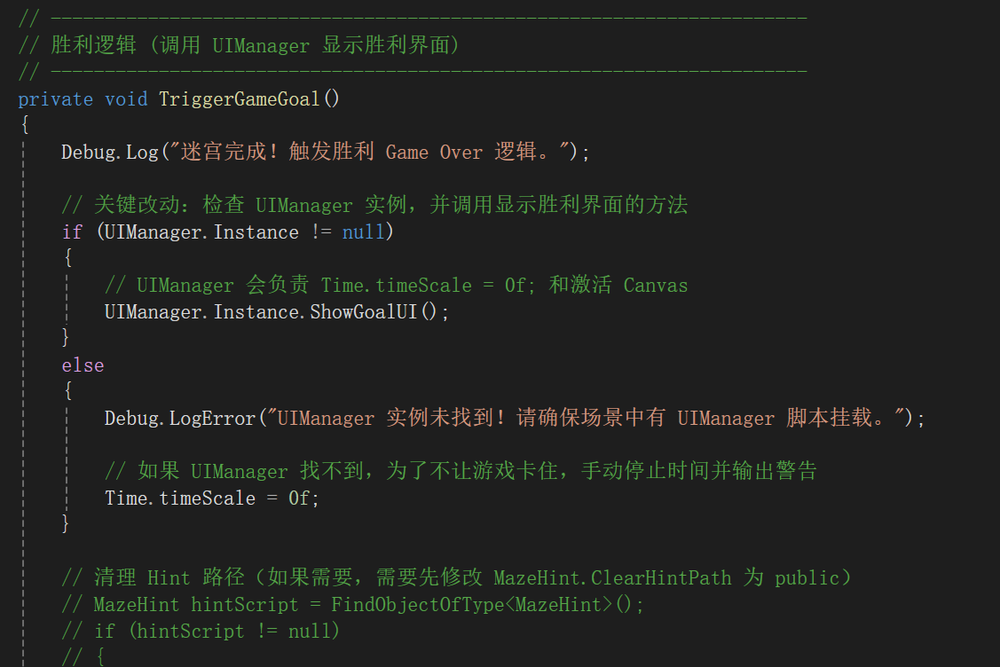 // ----------------------------------------------------------------------
// 胜利逻辑 (调用 UIManager 显示胜利界面)
// ----------------------------------------------------------------------
private void TriggerGameGoal()
{
Debug.Log("迷宫完成！触发胜利 Game Over 逻辑。");
// 关键改动：检查 UIManager 实例，并调用显示胜利界面的方法
if (UIManager.Instance != null)
{
// UIManager 会负责 Time.timeScale = 0f; 和激活 Canvas
UIManager.Instance.ShowGoalUI();
}
else
{
Debug.LogError("UIManager 实例未找到！请确保场景中有 UIManager 脚本挂载。");
// 如果 UIManager 找不到，为了不让游戏卡住，手动停止时间并输出警告
Time.timeScale = 0f;
}
// 清理 Hint 路径（如果需要，需要先修改 MazeHint.ClearHintPath 为 public）
// MazeHint hintScript = FindObjectOfType<MazeHint>();
// if (hintScript != null)
// {